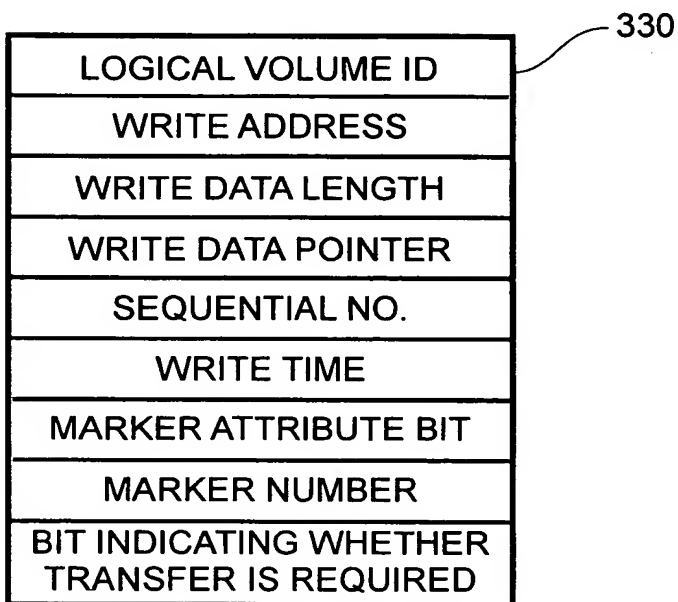 330
LOGICAL VOLUME ID
WRITE ADDRESS
WRITE DATA LENGTH
WRITE DATA POINTER
SEQUENTIAL NO.
WRITE TIME
MARKER ATTRIBUTE BIT
MARKER NUMBER
BIT INDICATING WHETHER
TRANSFER IS REQUIRED